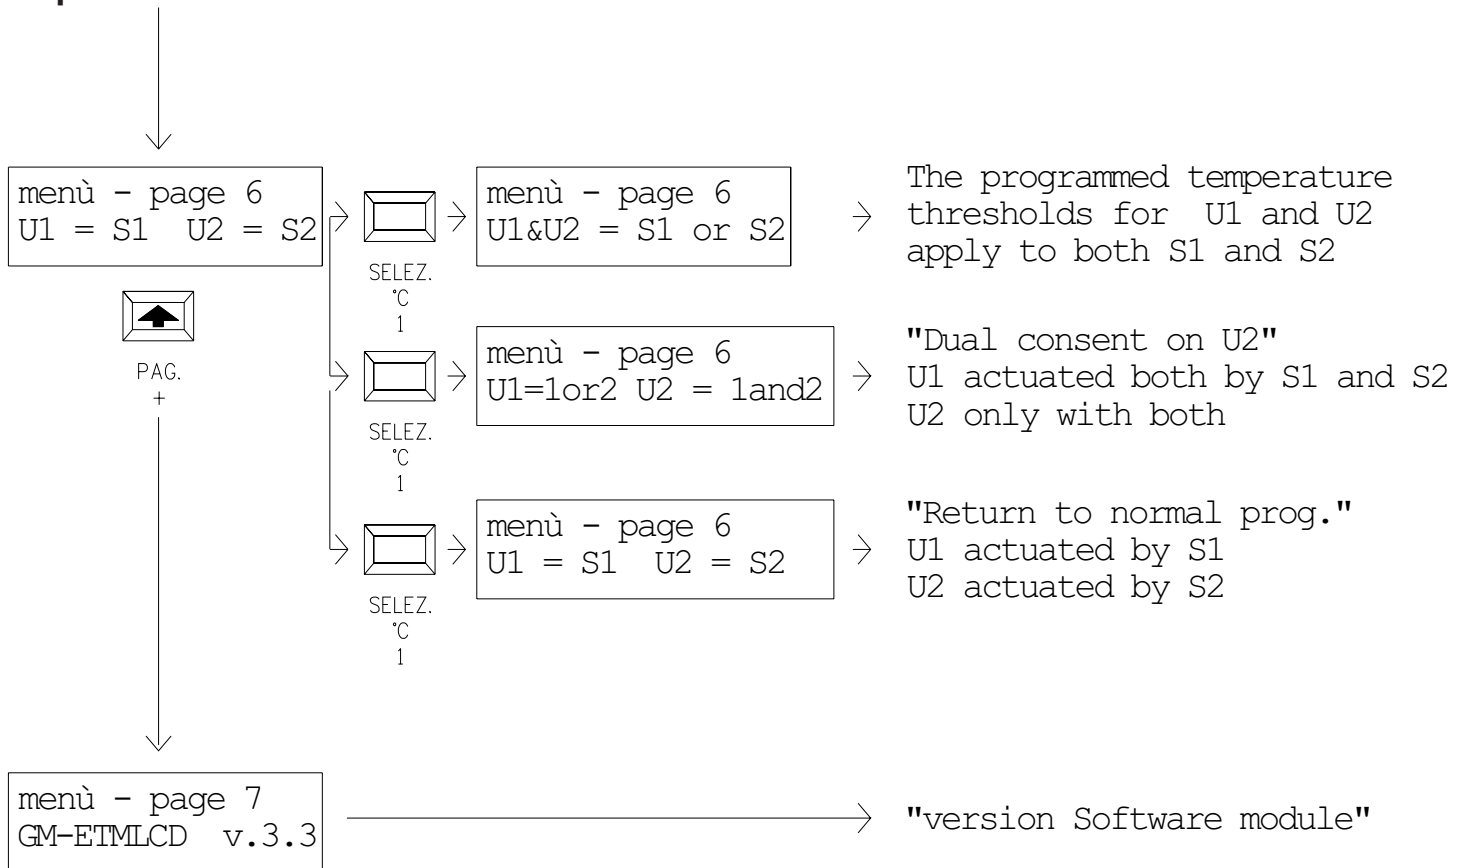 menù - page 6
U1 = S1 U2 = S2
PAG.
+
SELEZ.
°C
1
menù - page 6
U1&U2 = S1 or S2
The programmed temperature
thresholds for U1 and U2
apply to both S1 and S2
SELEZ.
°C
1
menù - page 6
U1=1or2 U2 = 1and2
"Dual consent on U2"
U1 actuated both by S1 and S2
U2 only with both
SELEZ.
°C
1
menù - page 6
U1 = S1 U2 = S2
"Return to normal prog."
U1 actuated by S1
U2 actuated by S2
menù - page 7
GM-ETMLCD v.3.3
"version Software module"